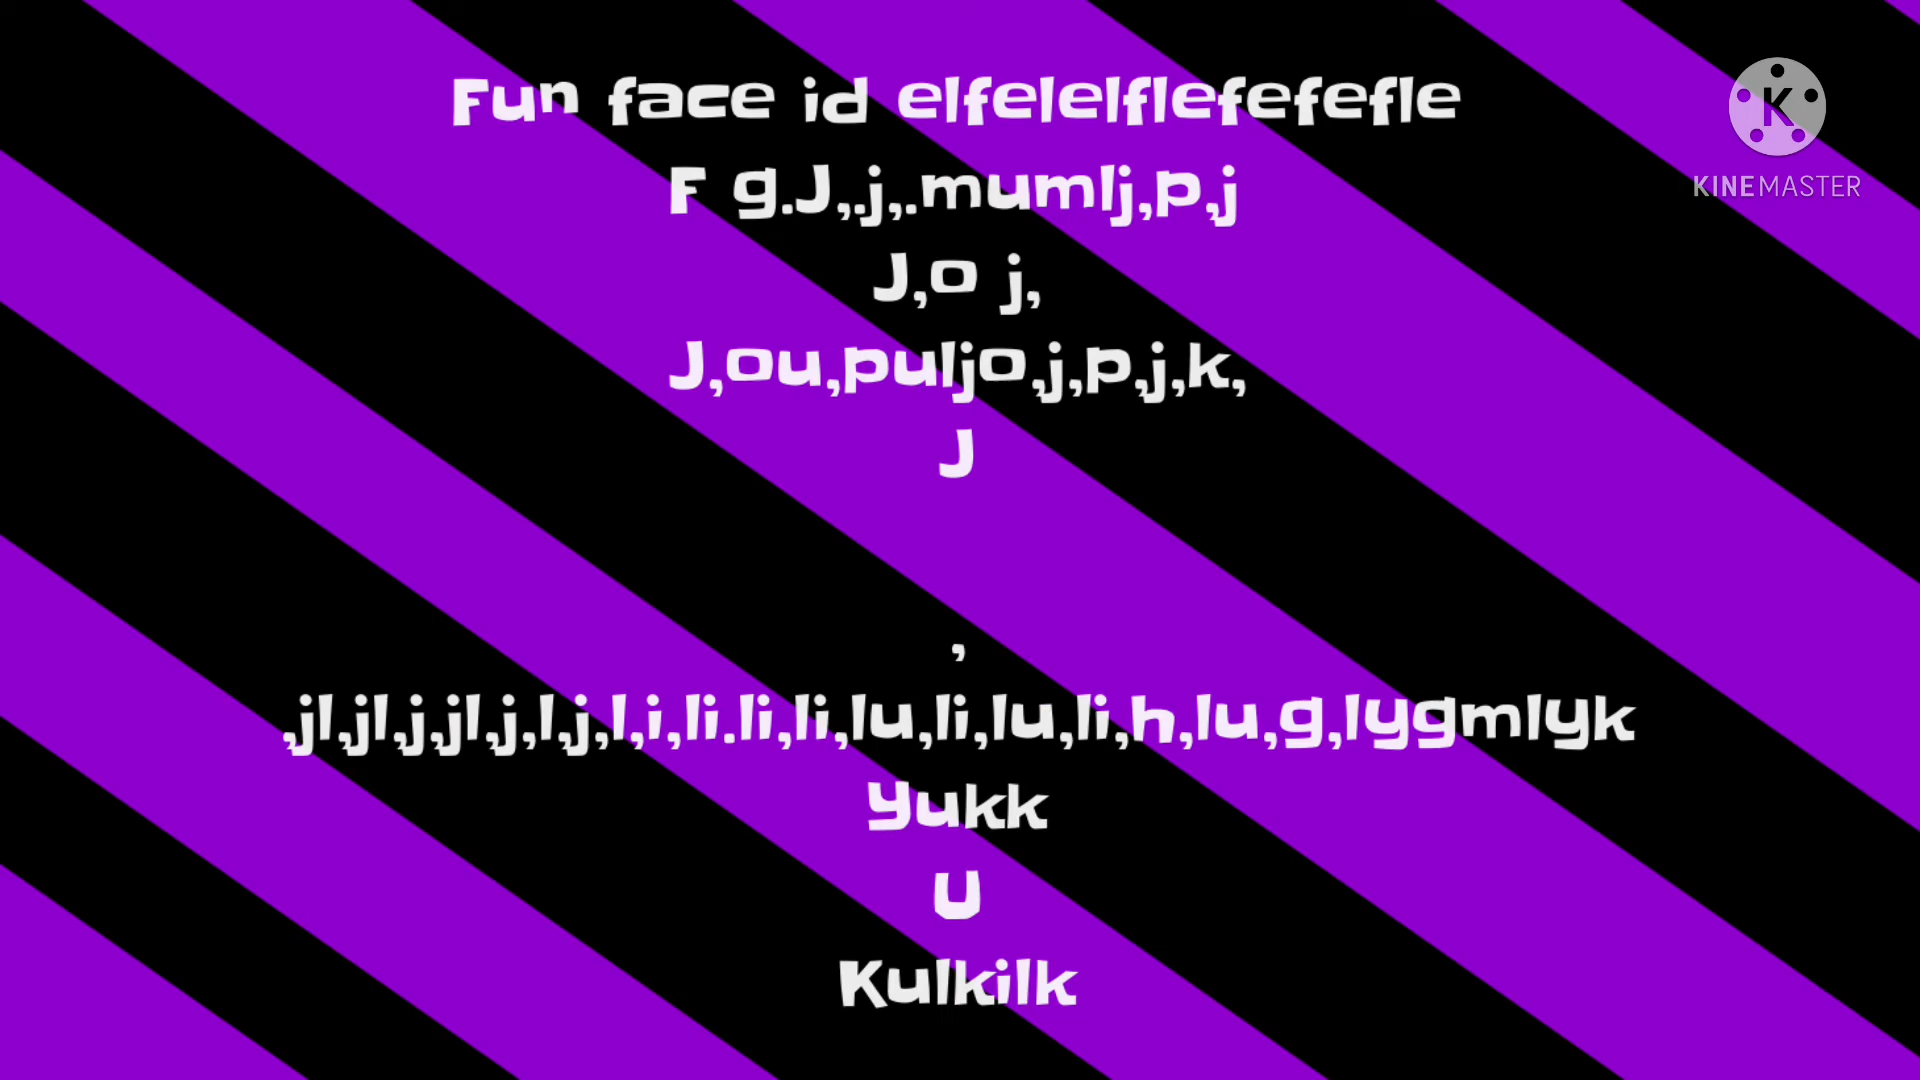 Fun face id elfelelflefefefle
F g.J,.j,.mumlj,p,j
J,o j,
J,ou,puljo,j,p,j,k,
J
,
,jl,jl,j,jl,j,l,j,l,i,li.li,li,lu,li,lu,li,h,lu,g,lygmlyk
Yukk
U
Kulkilk
K
KINEMASTER